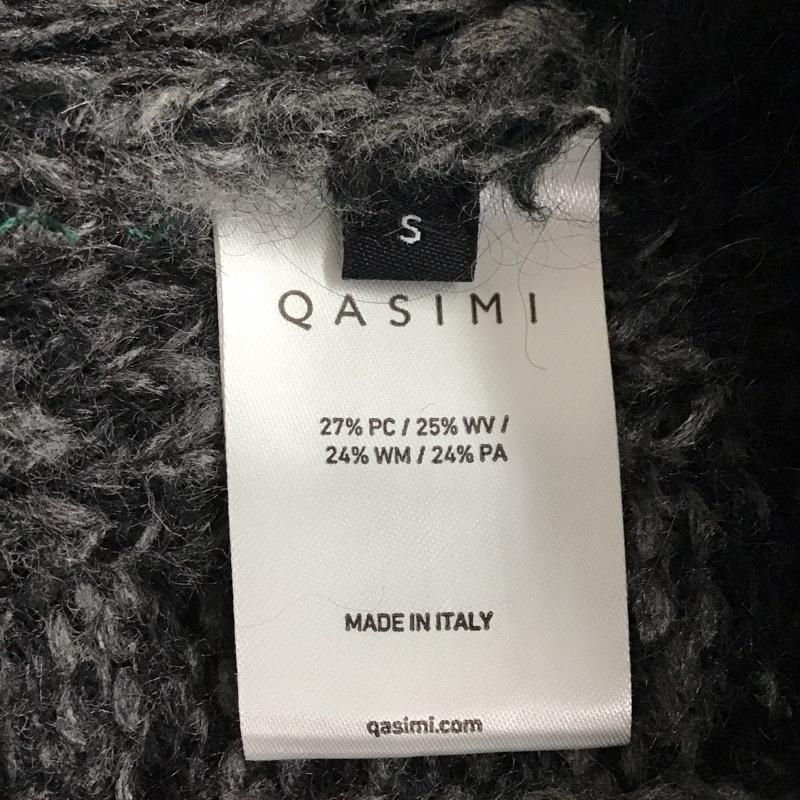 S
QASIMI
27% PC / 25% WV /
24% WM / 24% PA
MADE IN ITALY
qasimi.com